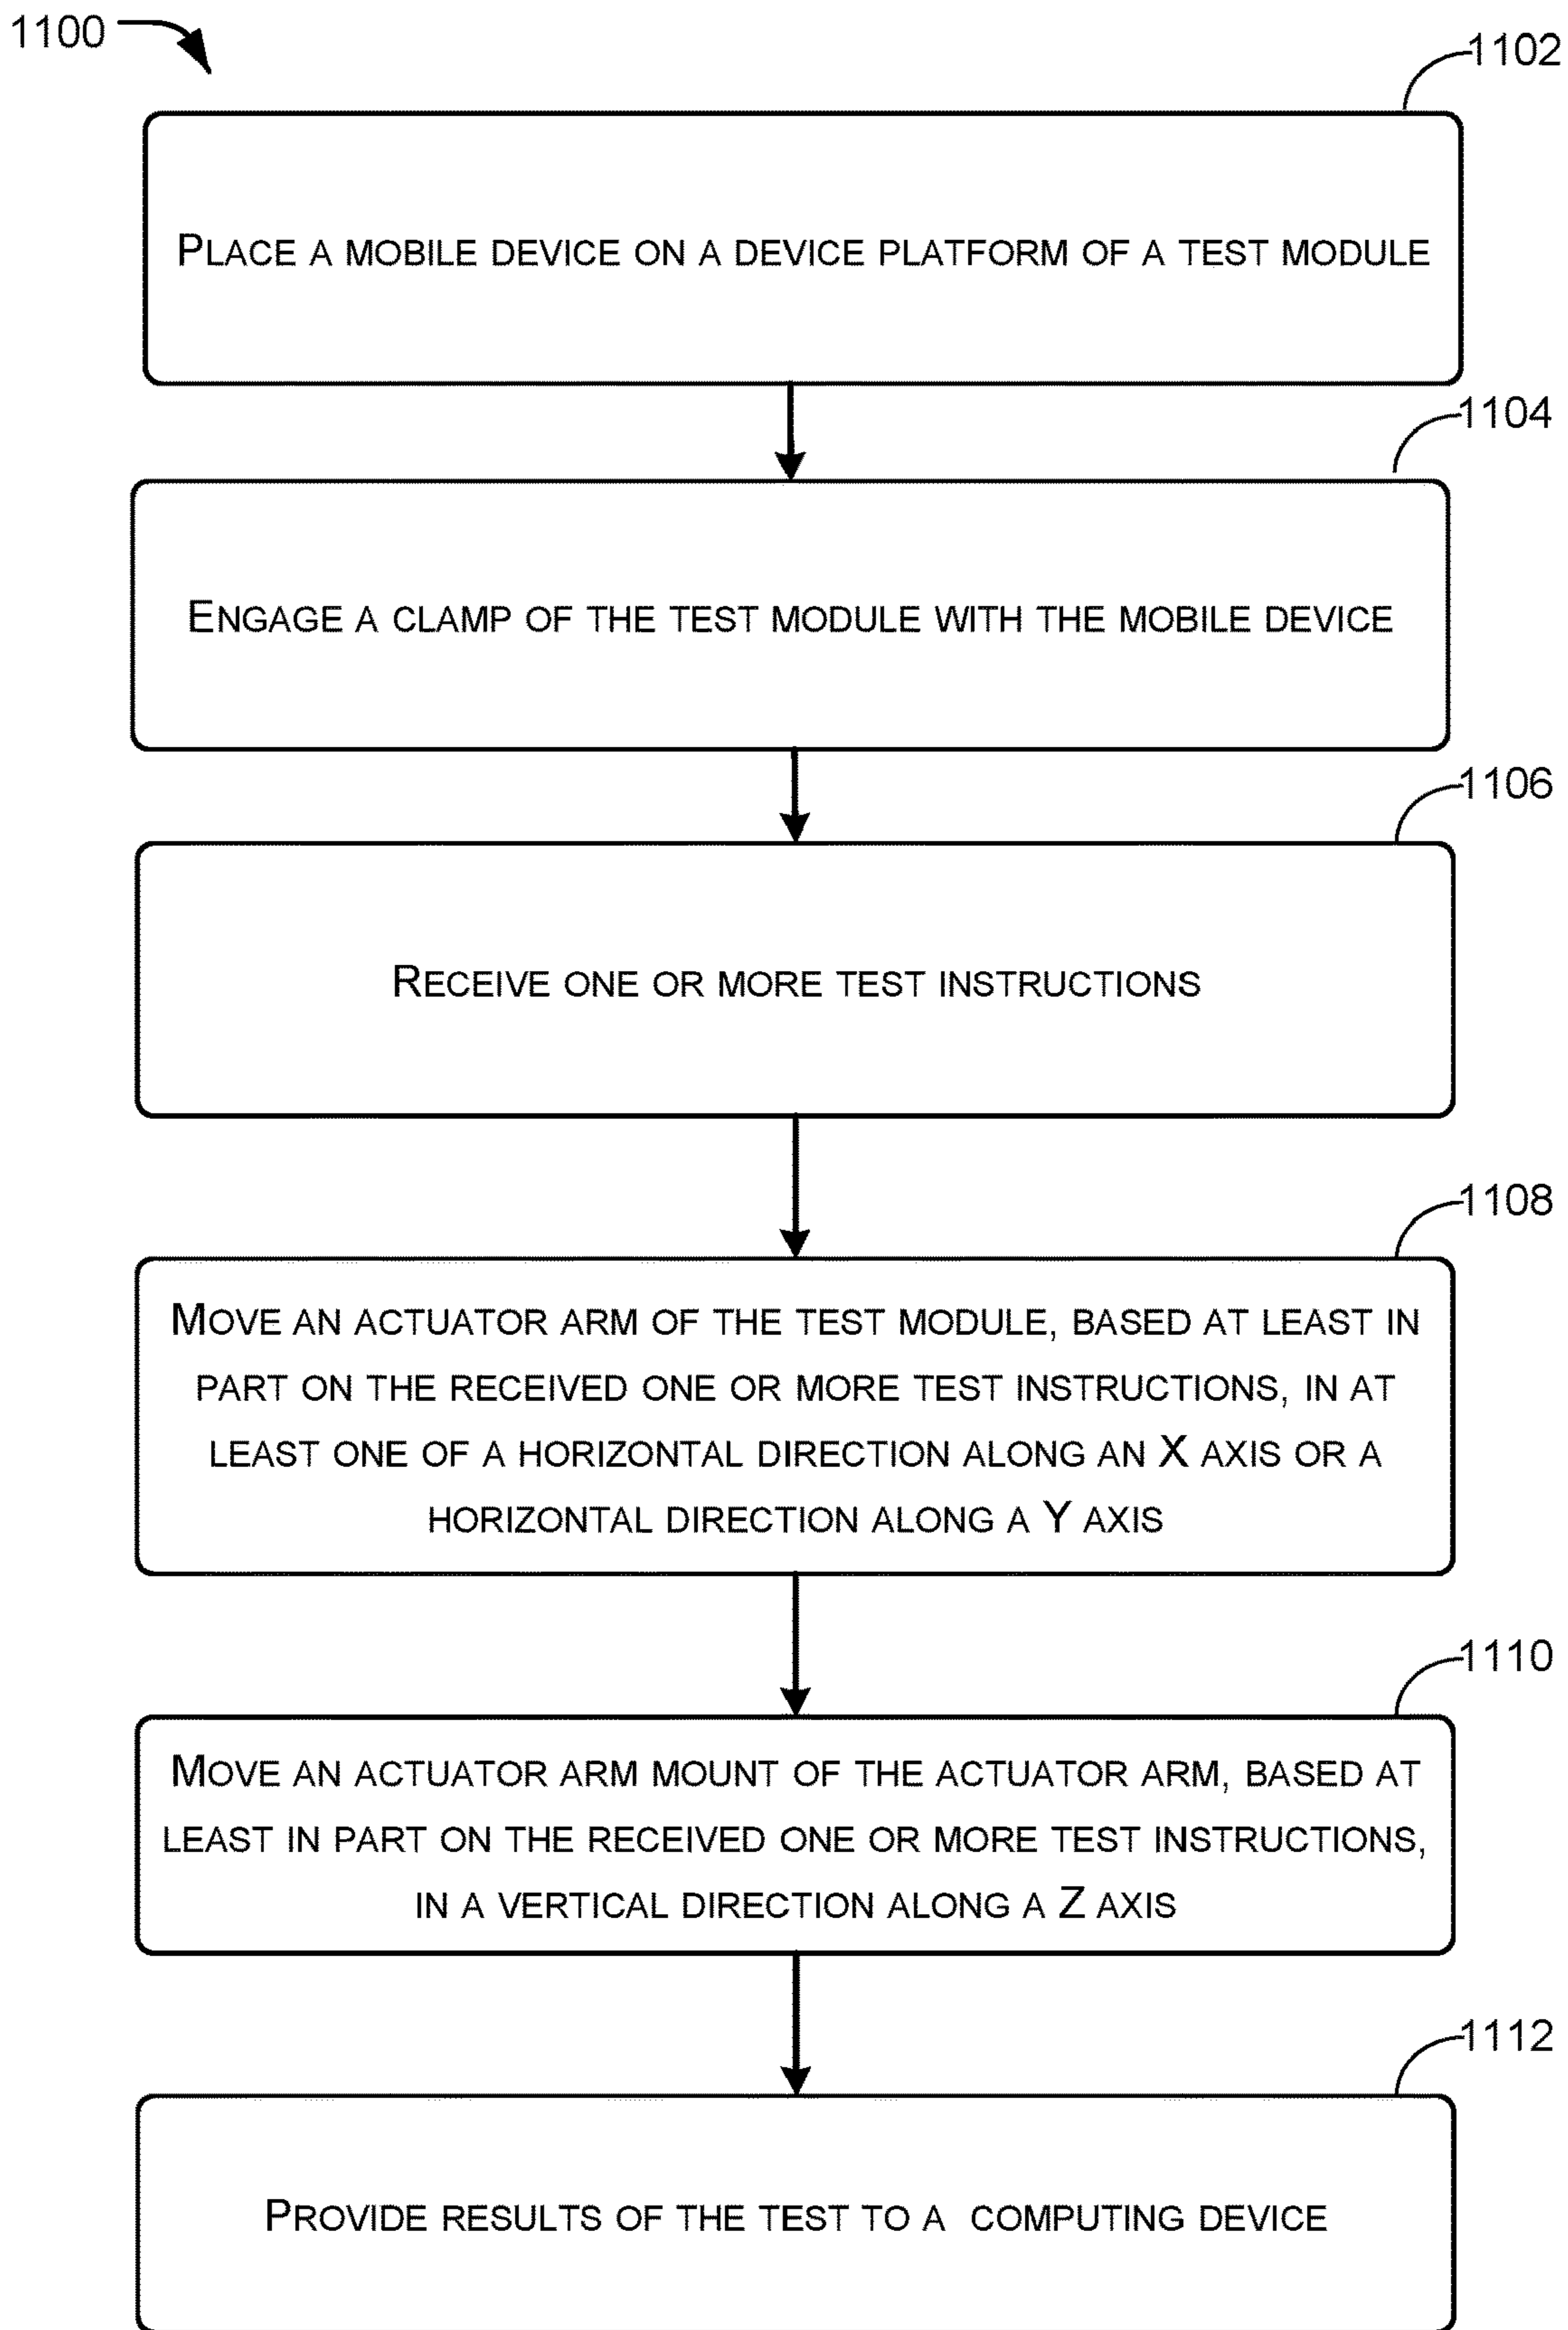 1100
1102
PLACE A MOBILE DEVICE ON A DEVICE PLATFORM OF A TEST MODULE
1104
ENGAGE A CLAMP OF THE TEST MODULE WITH THE MOBILE DEVICE
1106
RECEIVE ONE OR MORE TEST INSTRUCTIONS
1108
MOVE AN ACTUATOR ARM OF THE TEST MODULE, BASED AT LEAST IN
PART ON THE RECEIVED ONE OR MORE TEST INSTRUCTIONS, IN AT
LEAST ONE OF A HORIZONTAL DIRECTION ALONG AN X AXIS OR A
HORIZONTAL DIRECTION ALONG A Y AXIS
1110
MOVE AN ACTUATOR ARM MOUNT OF THE ACTUATOR ARM, BASED AT
LEAST IN PART ON THE RECEIVED ONE OR MORE TEST INSTRUCTIONS,
IN A VERTICAL DIRECTION ALONG A Z AXIS
1112
PROVIDE RESULTS OF THE TEST TO A COMPUTING DEVICE